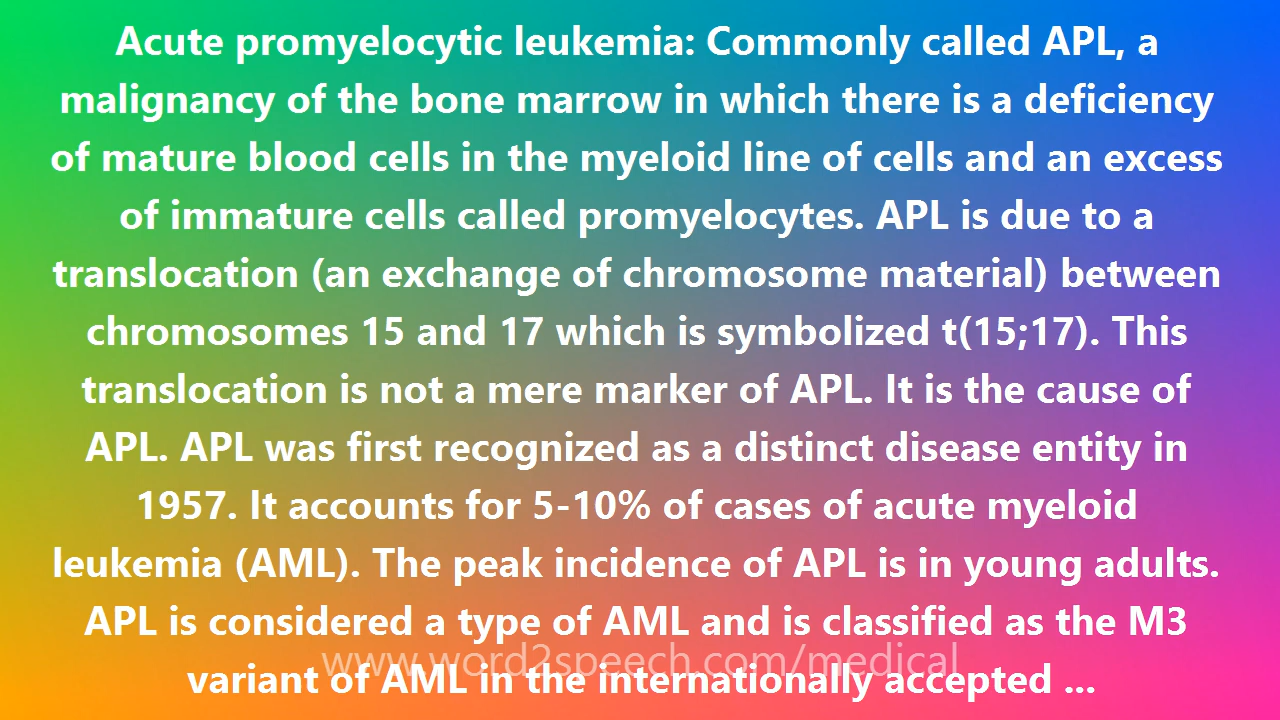 Acute promyelocytic leukemia: Commonly called APL, a
malignancy of the bone marrow in which there is a deficiency
of mature blood cells in the myeloid line of cells and an excess
of immature cells called promyelocytes. APL is due to a
translocation (an exchange of chromosome material) between
chromosomes 15 and 17 which is symbolized t(15;17). This
translocation is not a mere marker of APL. It is the cause of
APL. APL was first recognized as a distinct disease entity in
1957. It accounts for 5-10% of cases of acute myeloid
leukemia (AML). The peak incidence of APL is in young adults.
APL is considered a type of AML and is classified as the M3
www.word2speech.com/medical
variant of AML in the internationally accepted ...